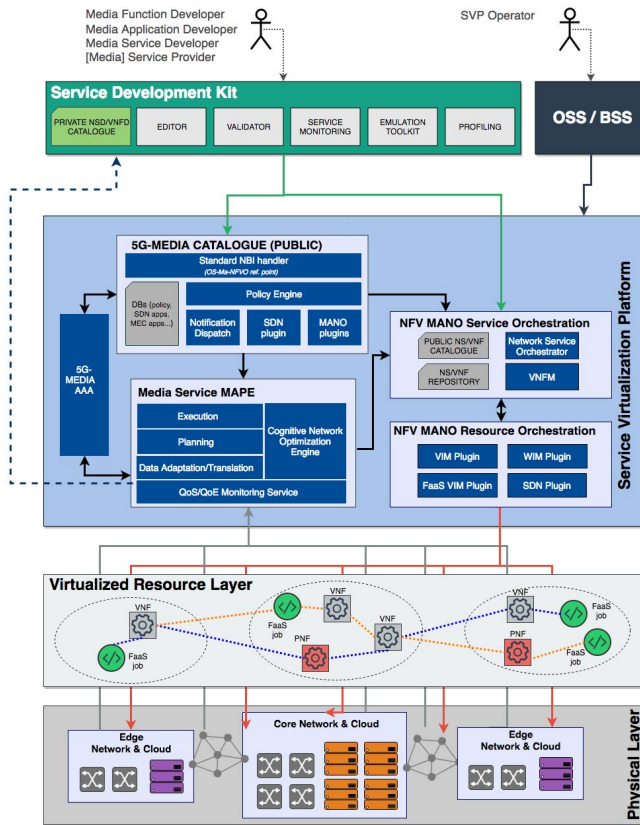 Media Function Developer
Media Application Developer
Media Service Developer
[Media] Service Provider
SVP Operator
Service Development Kit
PRIVATE NSD/VNFD
CATALOGUE
EDITOR
VALIDATOR
SERVICE
MONITORING
EMULATION
TOOLKIT
PROFILING
OSS / BSS
Service Virtualization Platform
5G-MEDIA CATALOGUE (PUBLIC)
Standard NBI handler
(OS-Ma-NFVO ref. point)
DBs (policy,
SDN apps,
MEC apps...)
Policy Engine
Notification
Dispatch
SDN
plugin
MANO
plugins
5G-
MEDIA
AAA
NFV MANO Service Orchestration
PUBLIC NS/VNF
CATALOGUE
Network Service
Orchestrator
NS/VNF
REPOSITORY
VNFM
Media Service MAPE
Execution
Planning
Data Adaptation/Translation
Cognitive Network
Optimization
Engine
QoS/QoE Monitoring Service
NFV MANO Resource Orchestration
VIM Plugin
WIM Plugin
FaaS VIM Plugin
SDN Plugin
Virtualized Resource Layer
VNF
FaaS
job
FaaS
job
VNF
PNF
VNF
VNF
PNF
FaaS
job
FaaS
job
Physical Layer
Edge
Network & Cloud
Core Network & Cloud
Edge
Network & Cloud